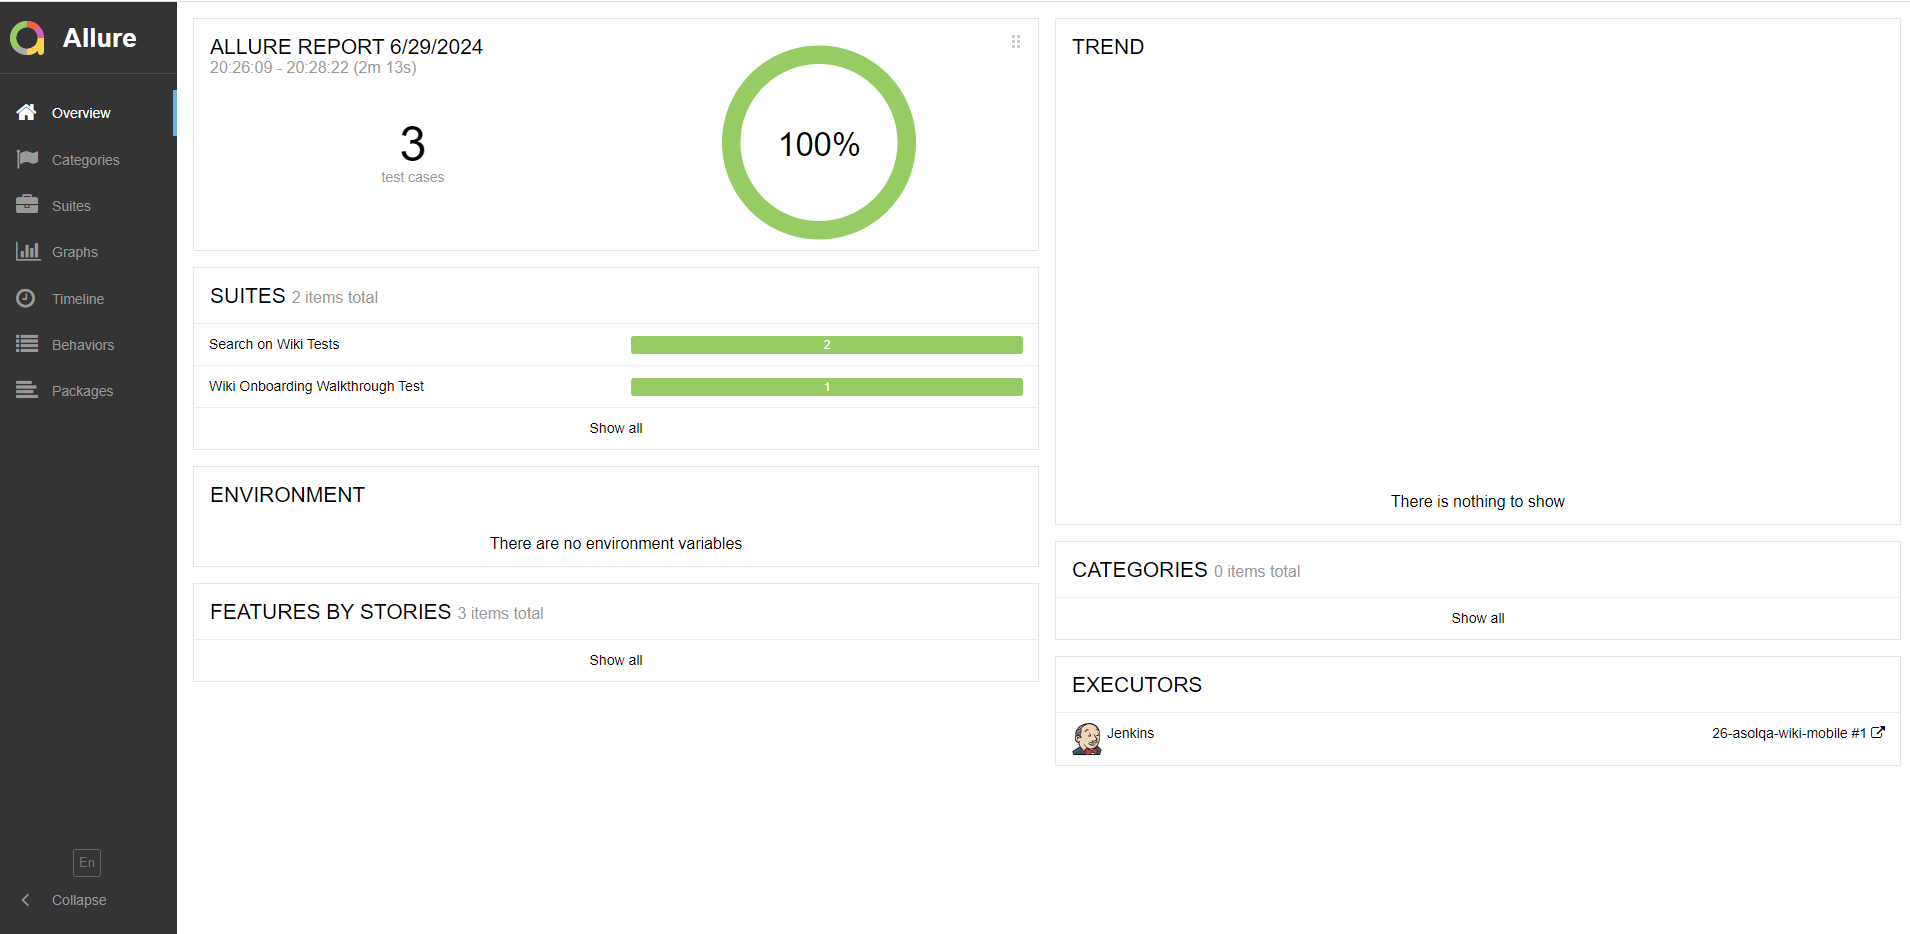 Allure
Overview
Categories
Suites
Graphs
Timeline
Behaviors
Packages
En
Collapse
ALLURE REPORT 6/29/2024
20:26:09 - 20:28:22 (2m 13s)
3
test cases
100%
SUITES 2 items total
Search on Wiki Tests 2
Wiki Onboarding Walkthrough Test 1
Show all
ENVIRONMENT
There are no environment variables
FEATURES BY STORIES 3 items total
Show all
TREND
There is nothing to show
CATEGORIES 0 items total
Show all
EXECUTORS
Jenkins 26-asolqa-wiki-mobile #1